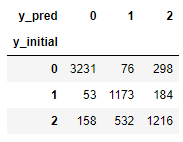 y_pred 0 1 2
y_initial
0 3231 76 298
1 53 1173 184
2 158 532 1216